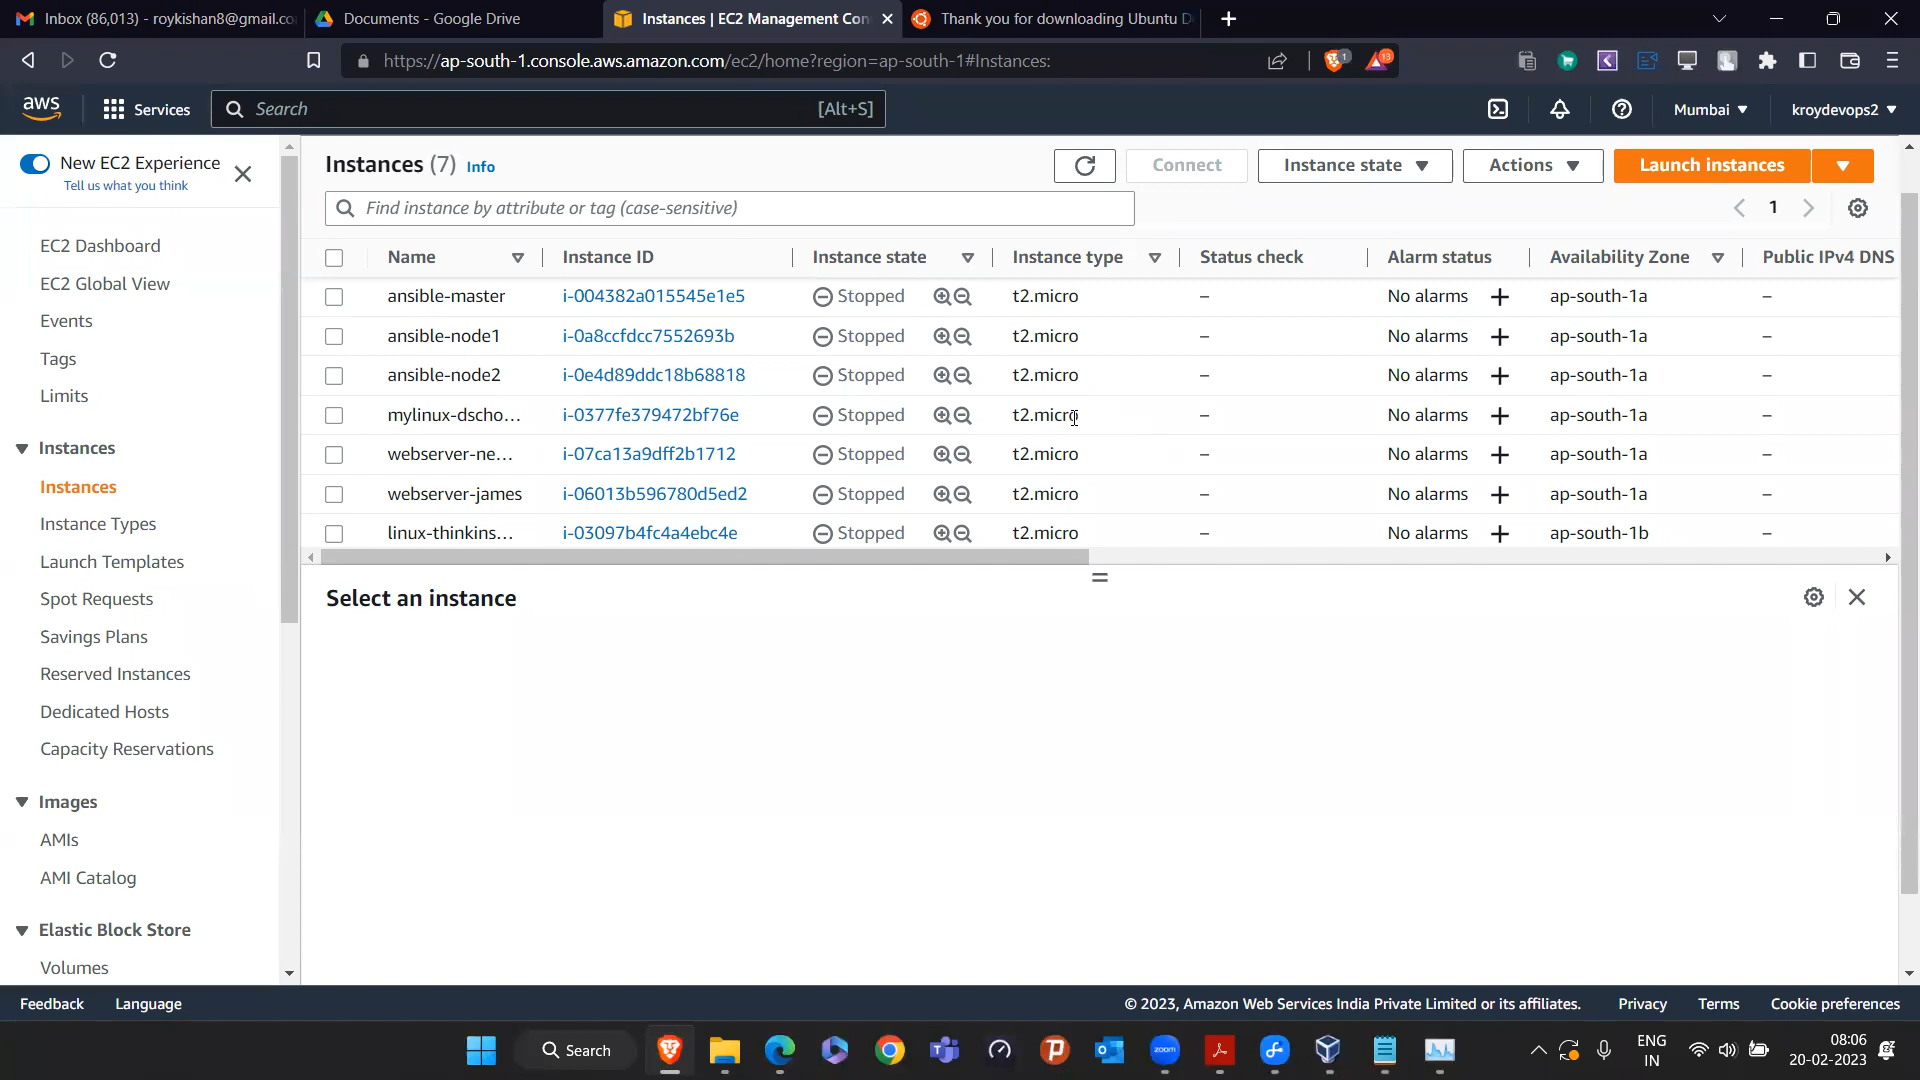 Inbox (86,013) - roykishan8@gmail.co
Documents - Google Drive
Instances | EC2 Management Con
Thank you for downloading Ubuntu D
https://ap-south-1.console.aws.amazon.com/ec2/home?region=ap-south-1#Instances:
1
13
aws
Services
Search
[Alt+S]
Mumbai
kroydevops2
New EC2 Experience
Tell us what you think
EC2 Dashboard
EC2 Global View
Events
Tags
Limits
Instances
Instances
Instance Types
Launch Templates
Spot Requests
Savings Plans
Reserved Instances
Dedicated Hosts
Capacity Reservations
Images
AMIs
AMI Catalog
Elastic Block Store
Volumes
Instances (7) Info
Connect
Instance state
Actions
Launch instances
Find instance by attribute or tag (case-sensitive)
1
Name Instance ID Instance state Instance type Status check Alarm status Availability Zone Public IPv4 DNS
ansible-master i-004382a015545e1e5 Stopped t2.micro – No alarms + ap-south-1a –
ansible-node1 i-0a8ccfdcc7552693b Stopped t2.micro – No alarms + ap-south-1a –
ansible-node2 i-0e4d89ddc18b68818 Stopped t2.micro – No alarms + ap-south-1a –
mylinux-dscho... i-0377fe379472bf76e Stopped t2.micro – No alarms + ap-south-1a –
webserver-ne... i-07ca13a9dff2b1712 Stopped t2.micro – No alarms + ap-south-1a –
webserver-james i-06013b596780d5ed2 Stopped t2.micro – No alarms + ap-south-1a –
linux-thinkins... i-03097b4fc4a4ebc4e Stopped t2.micro – No alarms + ap-south-1b –
Select an instance
Feedback
Language
© 2023, Amazon Web Services India Private Limited or its affiliates.
Privacy
Terms
Cookie preferences
Search
zoom
ENG
IN
08:06
20-02-2023